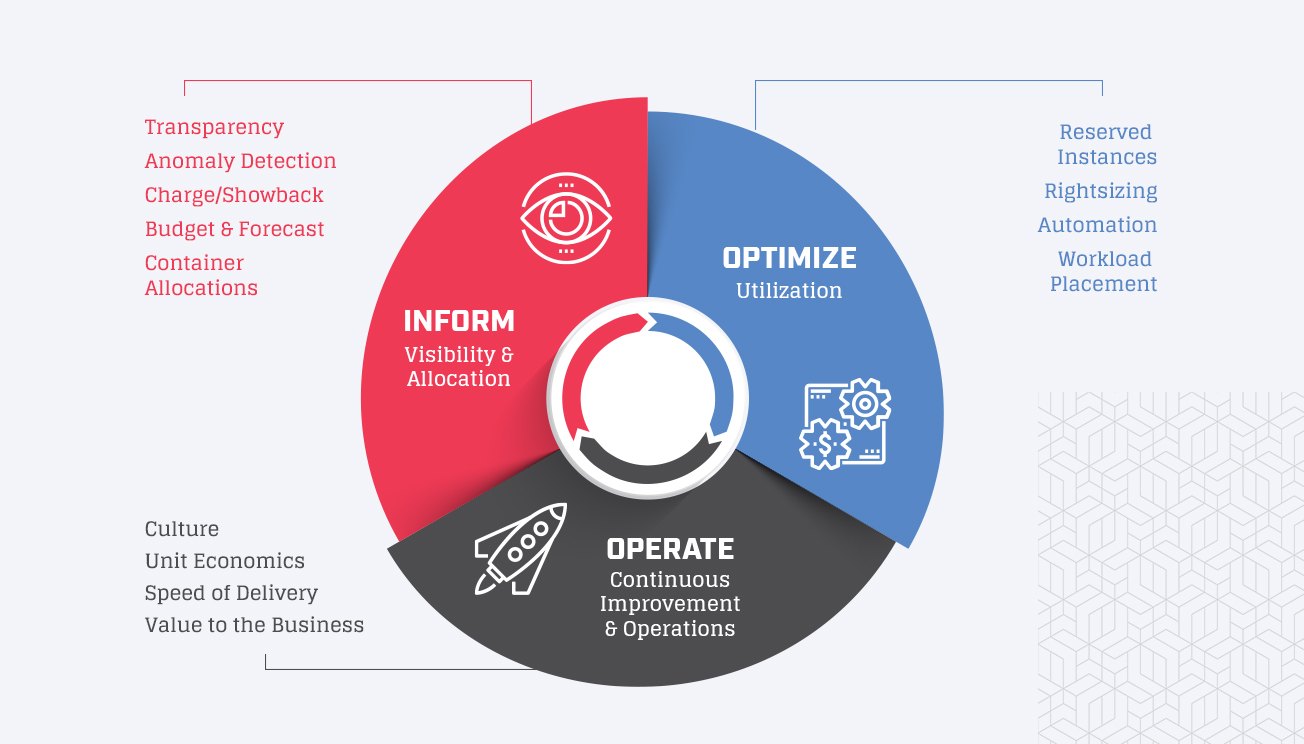 Transparency
Anomaly Detection
Charge/Showback
Budget & Forecast
Container
Allocations
INFORM
Visibility &
Allocation
OPTIMIZE
Utilization
$
Reserved
Instances
Rightsizing
Automation
Workload
Placement
Culture
Unit Economics
Speed of Delivery
Value to the Business
OPERATE
Continuous
Improvement
& Operations